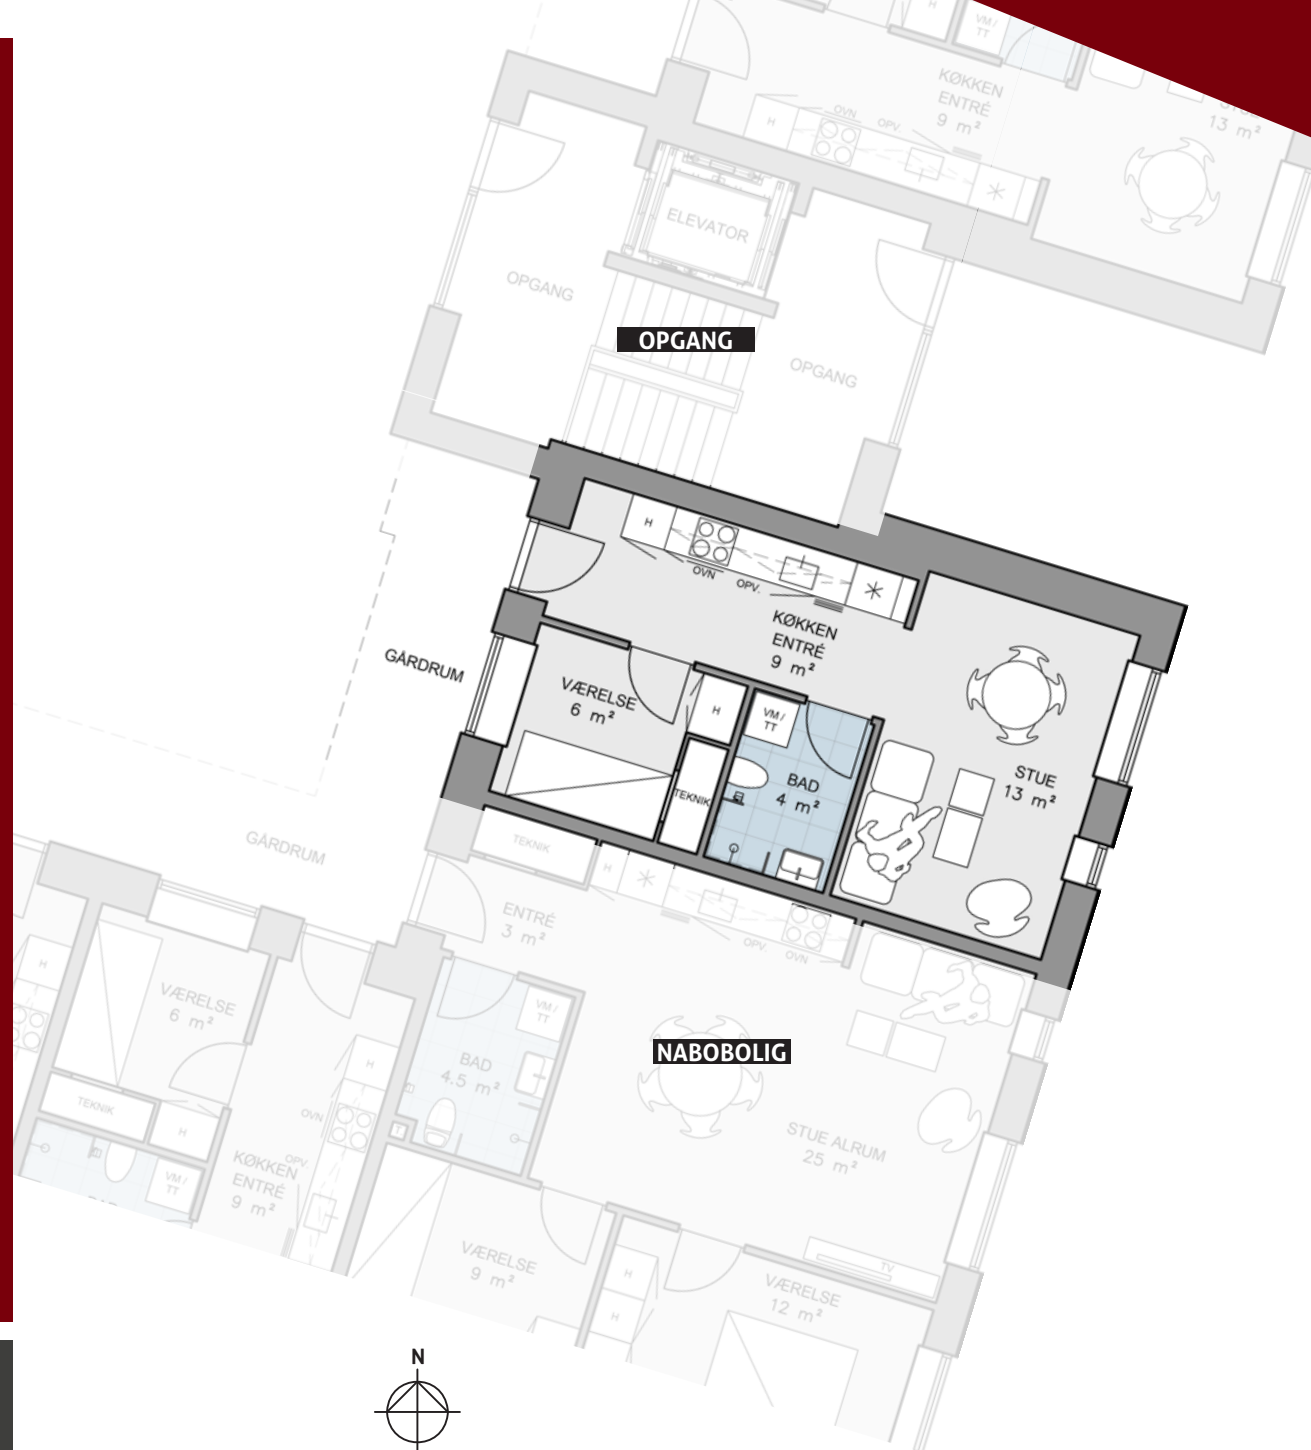 H
VM /
TT
KØKKEN
ENTRÉ
9 m²
13 m²
OVN
OPV.
H
ELEVATOR
OPGANG
OPGANG
OPGANG
H
OVN
OPV.
KØKKEN
ENTRÉ
9 m²
GÅRDRUM
VÆRELSE
6 m²
H
VM /
TT
TEKNIK
BAD
4 m²
STUE
13 m²
GÅRDRUM
TEKNIK
H
ENTRÉ
3 m²
OPV.
OVN
H
VÆRELSE
6 m²
VM /
TT
BAD
4.5 m²
NABOBOLIG
H
TEKNIK
H
OVN
OPV.
T.
STUE ALRUM
25 m²
KØKKEN
ENTRÉ
9 m²
VM /
TT
VÆRELSE
9 m²
H
H
TV
VÆRELSE
12 m²
N